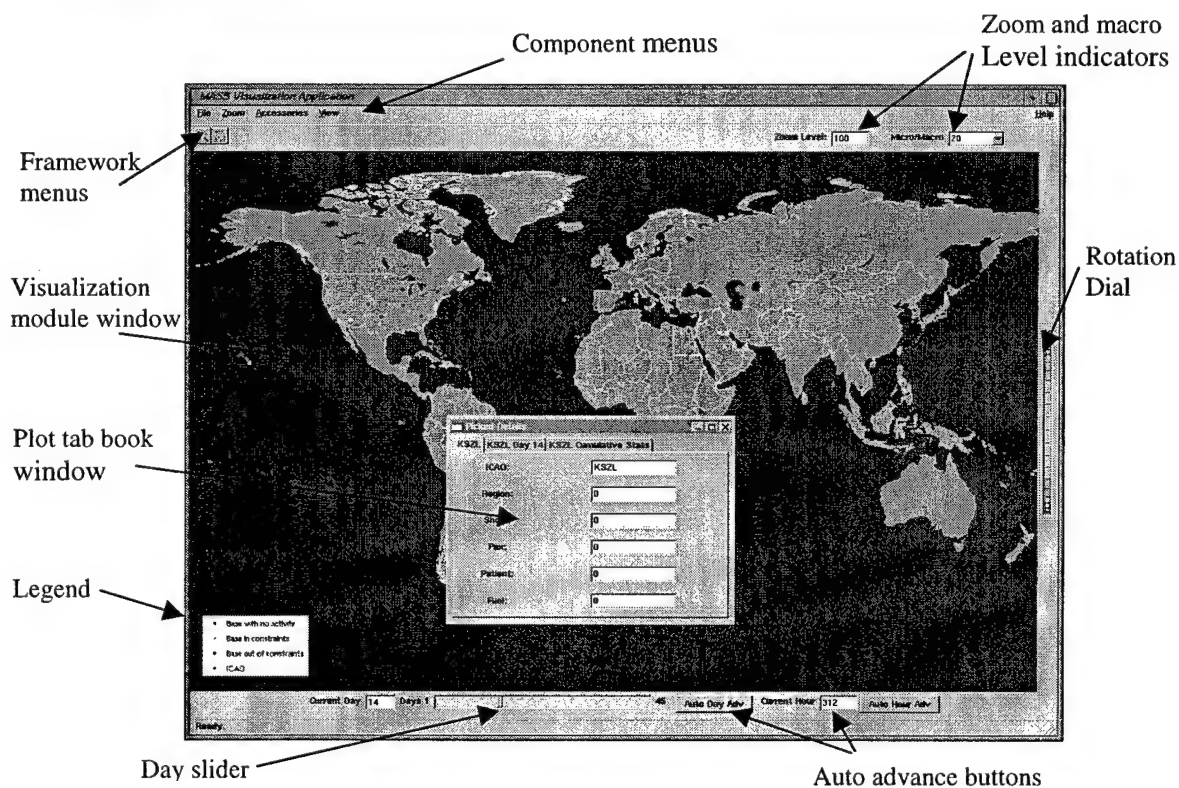 Component menus
Zoom and macro
Level indicators
MASS Visualization Application
File Zoom Accessories View Help
Zoom Level: 100 Micro/Macro 20
Framework
menus
Rotation
Dial
Visualization
module window
Plot tab book
window
Details
KSZL KSZL Day 14 KSZL Cumulative Stats
ICAO: KSZL
Region: 0
0
Pax: 0
Patient: 0
Fuel: 0
Legend
Base with no activity
Base in constraints
Base out of constraints
ICAO
Current Day 14 Days 1 45 Auto Day Adv Current Hour 312 Auto Hour Adv
Ready.
Day slider
Auto advance buttons